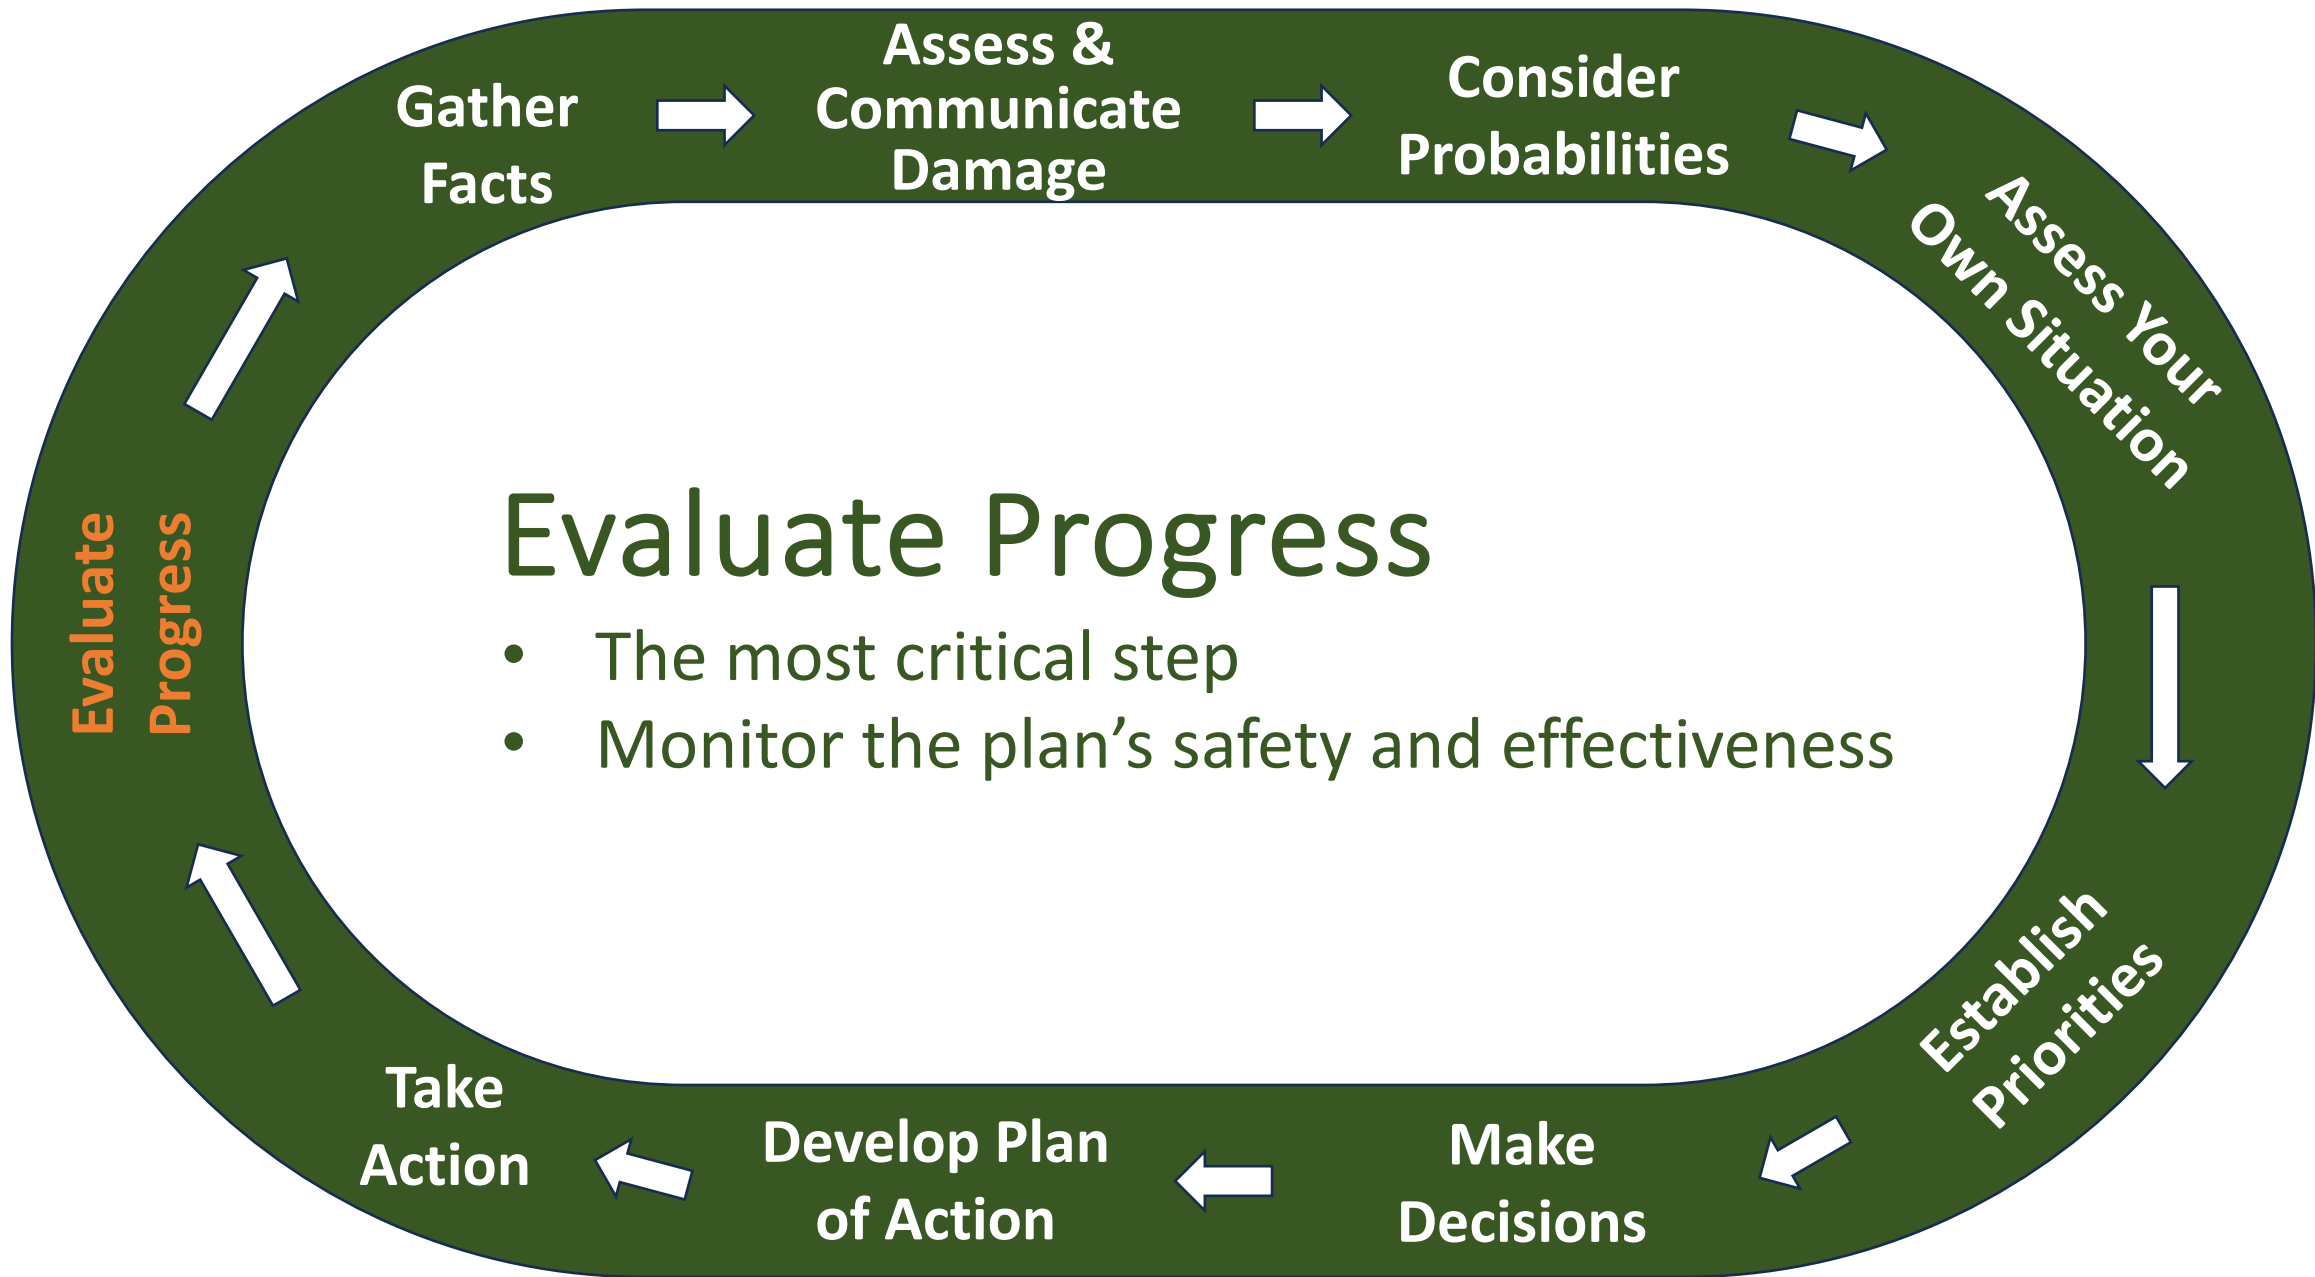 Gather
Facts
Assess &
Communicate
Damage
Consider
Probabilities
Assess Your
Own Situation
Establish
Priorities
Make
Decisions
Develop Plan
of Action
Take
Action
Evaluate
Progress
Evaluate Progress
• The most critical step
• Monitor the plan’s safety and effectiveness